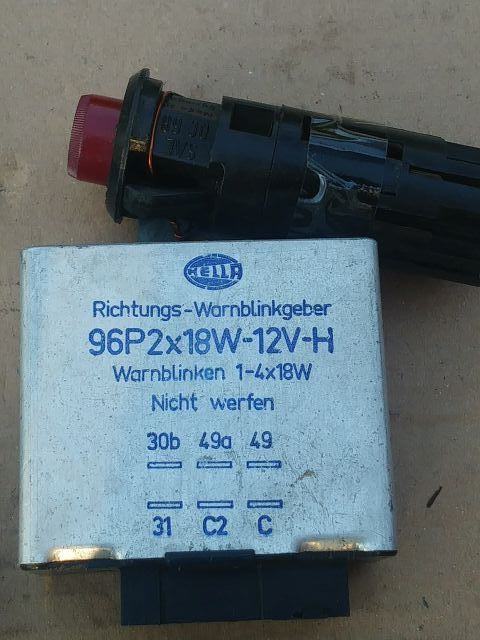 HELLA
Richtungs-Warnblinkgeber
96P2x18W-12V-H
Warnblinken 1-4x18W
Nicht werfen
30b 49a 49
31 C2 C